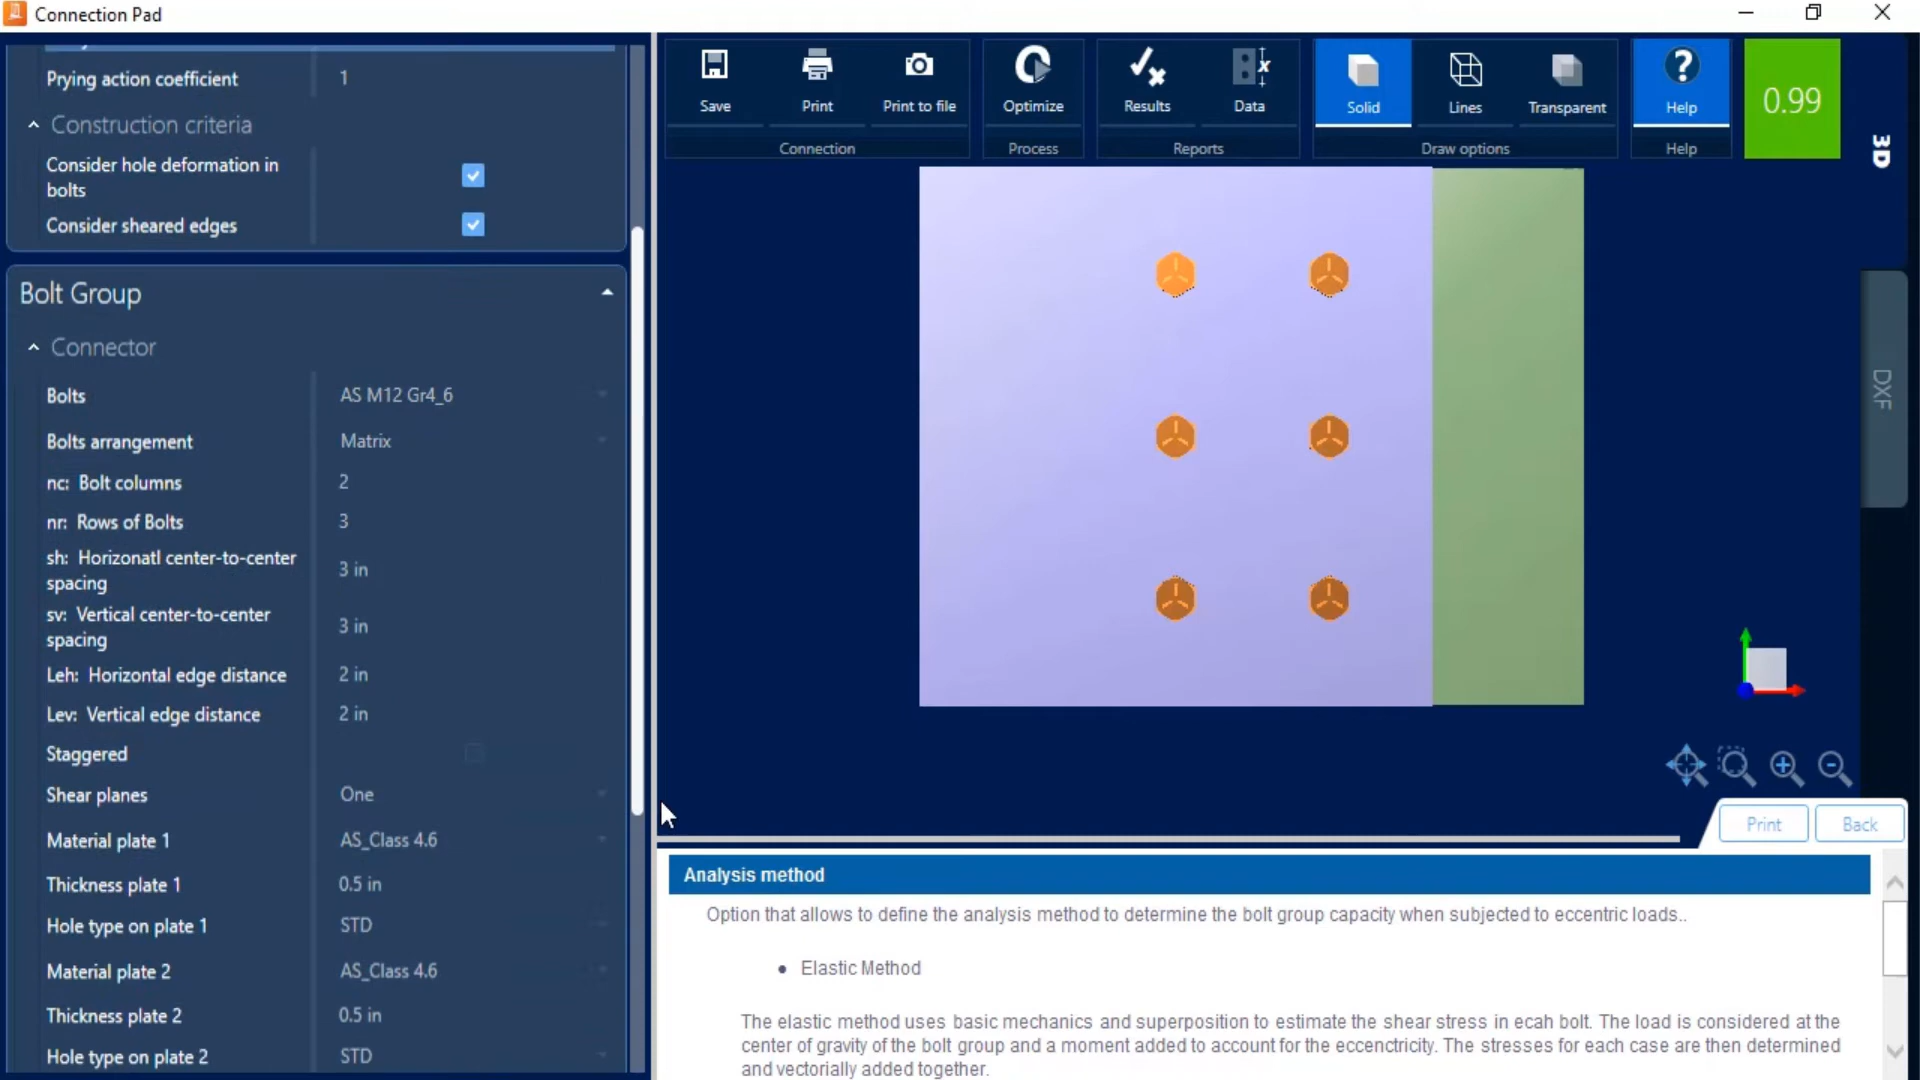 Connection Pad
Prying action coefficient 1
Construction criteria
Consider hole deformation in
bolts
Consider sheared edges
Bolt Group
Connector
Bolts AS M12 Gr4_6
Bolts arrangement Matrix
nc: Bolt columns 2
nr: Rows of Bolts 3
sh: Horizonatl center-to-center
spacing 3 in
sv: Vertical center-to-center
spacing 3 in
Leh: Horizontal edge distance 2 in
Lev: Vertical edge distance 2 in
Staggered
Shear planes One
Material plate 1 AS_Class 4.6
Thickness plate 1 0.5 in
Hole type on plate 1 STD
Material plate 2 AS_Class 4.6
Thickness plate 2 0.5 in
Hole type on plate 2 STD
Save Print Print to file Optimize Results Data Solid Lines Transparent Help
Connection Process Reports Draw options Help
0.99
3D
DXF
Print Back
Analysis method
Option that allows to define the analysis method to determine the bolt group capacity when subjected to eccentric loads..
• Elastic Method
The elastic method uses basic mechanics and superposition to estimate the shear stress in ecah bolt. The load is considered at the
center of gravity of the bolt group and a moment added to account for the eccenctricity. The stresses for each case are then determined
and vectorially added together.